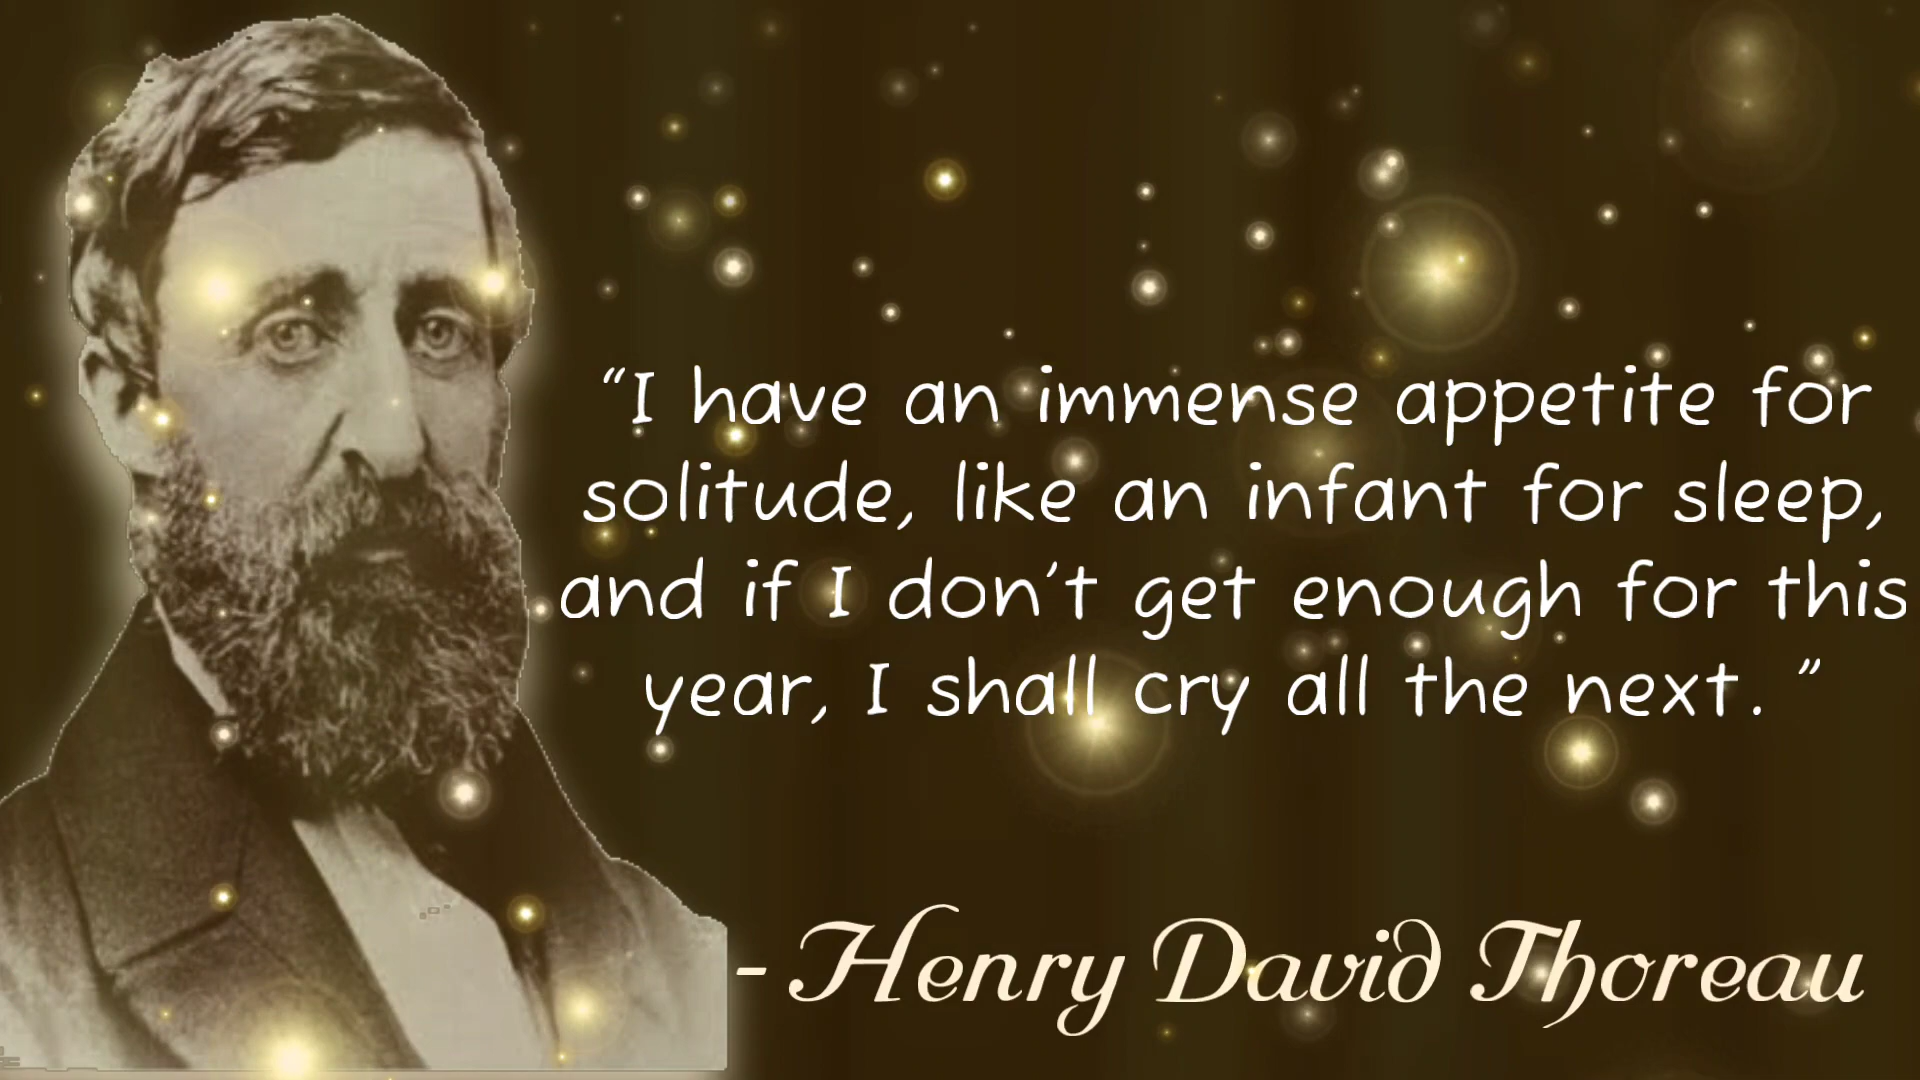 “I have an immense appetite for
solitude, like an infant for sleep,
and if I don’t get enough for this
year, I shall cry all the next. ”
- Henry David Thoreau